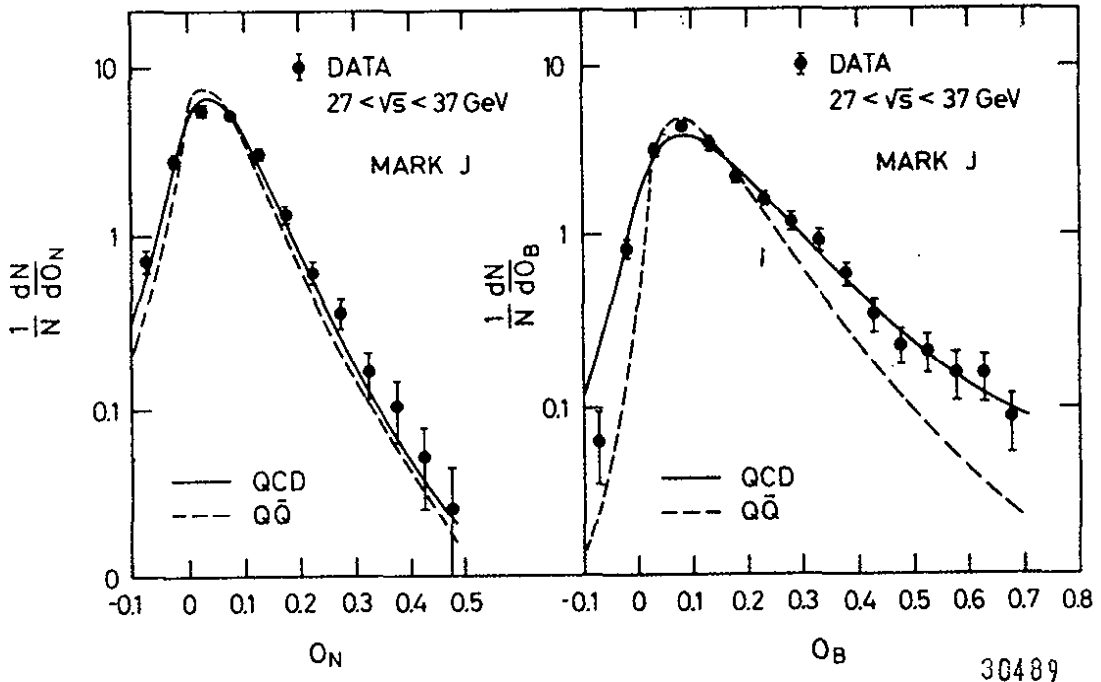 10
1
0.1
0
1/N dN/dO_N
DATA
27 < √s < 37 GeV
MARK J
QCD
QQ̄
-0.1 0 0.1 0.2 0.3 0.4 0.5
O_N
10
1
0.1
1/N dN/dO_B
DATA
27 < √s < 37 GeV
MARK J
QCD
QQ̄
-0.1 0 0.1 0.2 0.3 0.4 0.5 0.6 0.7 0.8
O_B
30489